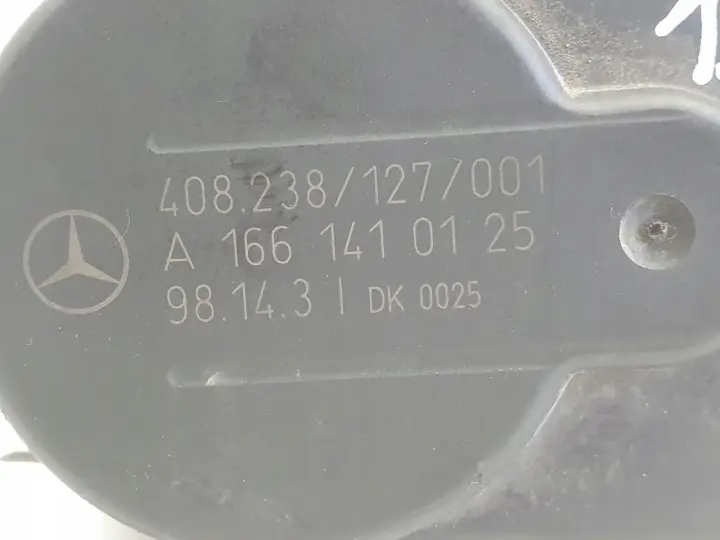 408.238/127/001
A 166 141 01 25
98.14.3 | DK 0025